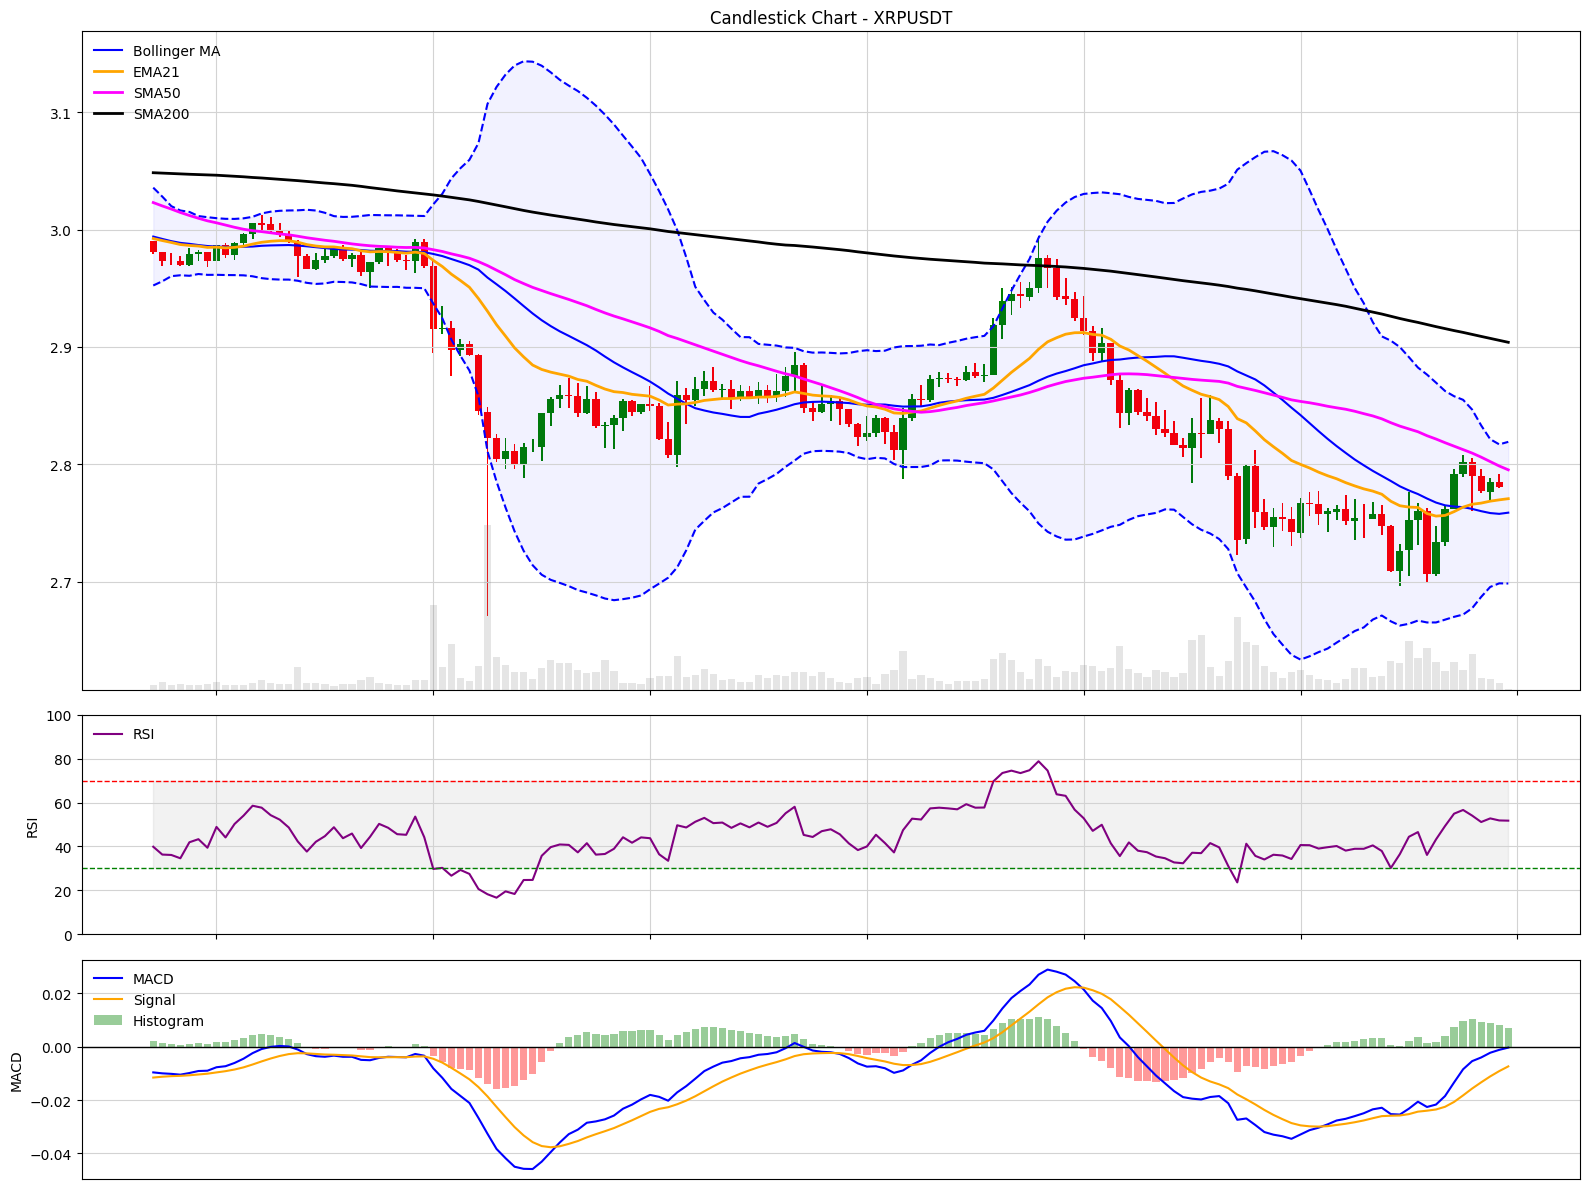 Candlestick Chart - XRPUSDT
Bollinger MA
EMA21
SMA50
SMA200
3.1
3.0
2.9
2.8
2.7
RSI
100
80
60
40
20
0
RSI
MACD
Signal
Histogram
0.02
0.00
−0.02
−0.04
MACD